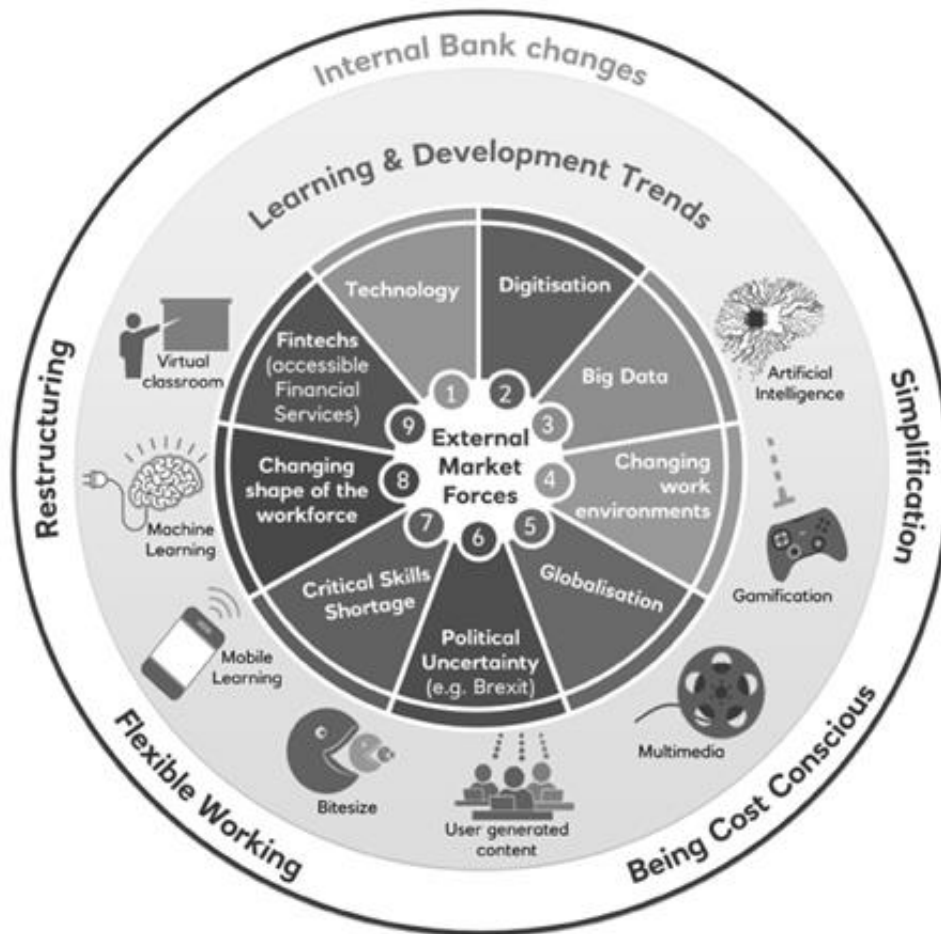 Internal Bank changes
Learning & Development Trends
Technology
Digitisation
Big Data
Changing
work
environments
Globalisation
Political
Uncertainty
(e.g. Brexit)
Critical Skills
Shortage
Changing
shape of the
workforce
Fintechs
(accessible
Financial
Services)
1
2
3
4
5
6
7
8
9
External
Market
Forces
Artificial
Intelligence
Gamification
Multimedia
User generated
content
Bitesize
Mobile
Learning
Machine
Learning
Virtual
classroom
Simplification
Being Cost Conscious
Flexible Working
Restructuring